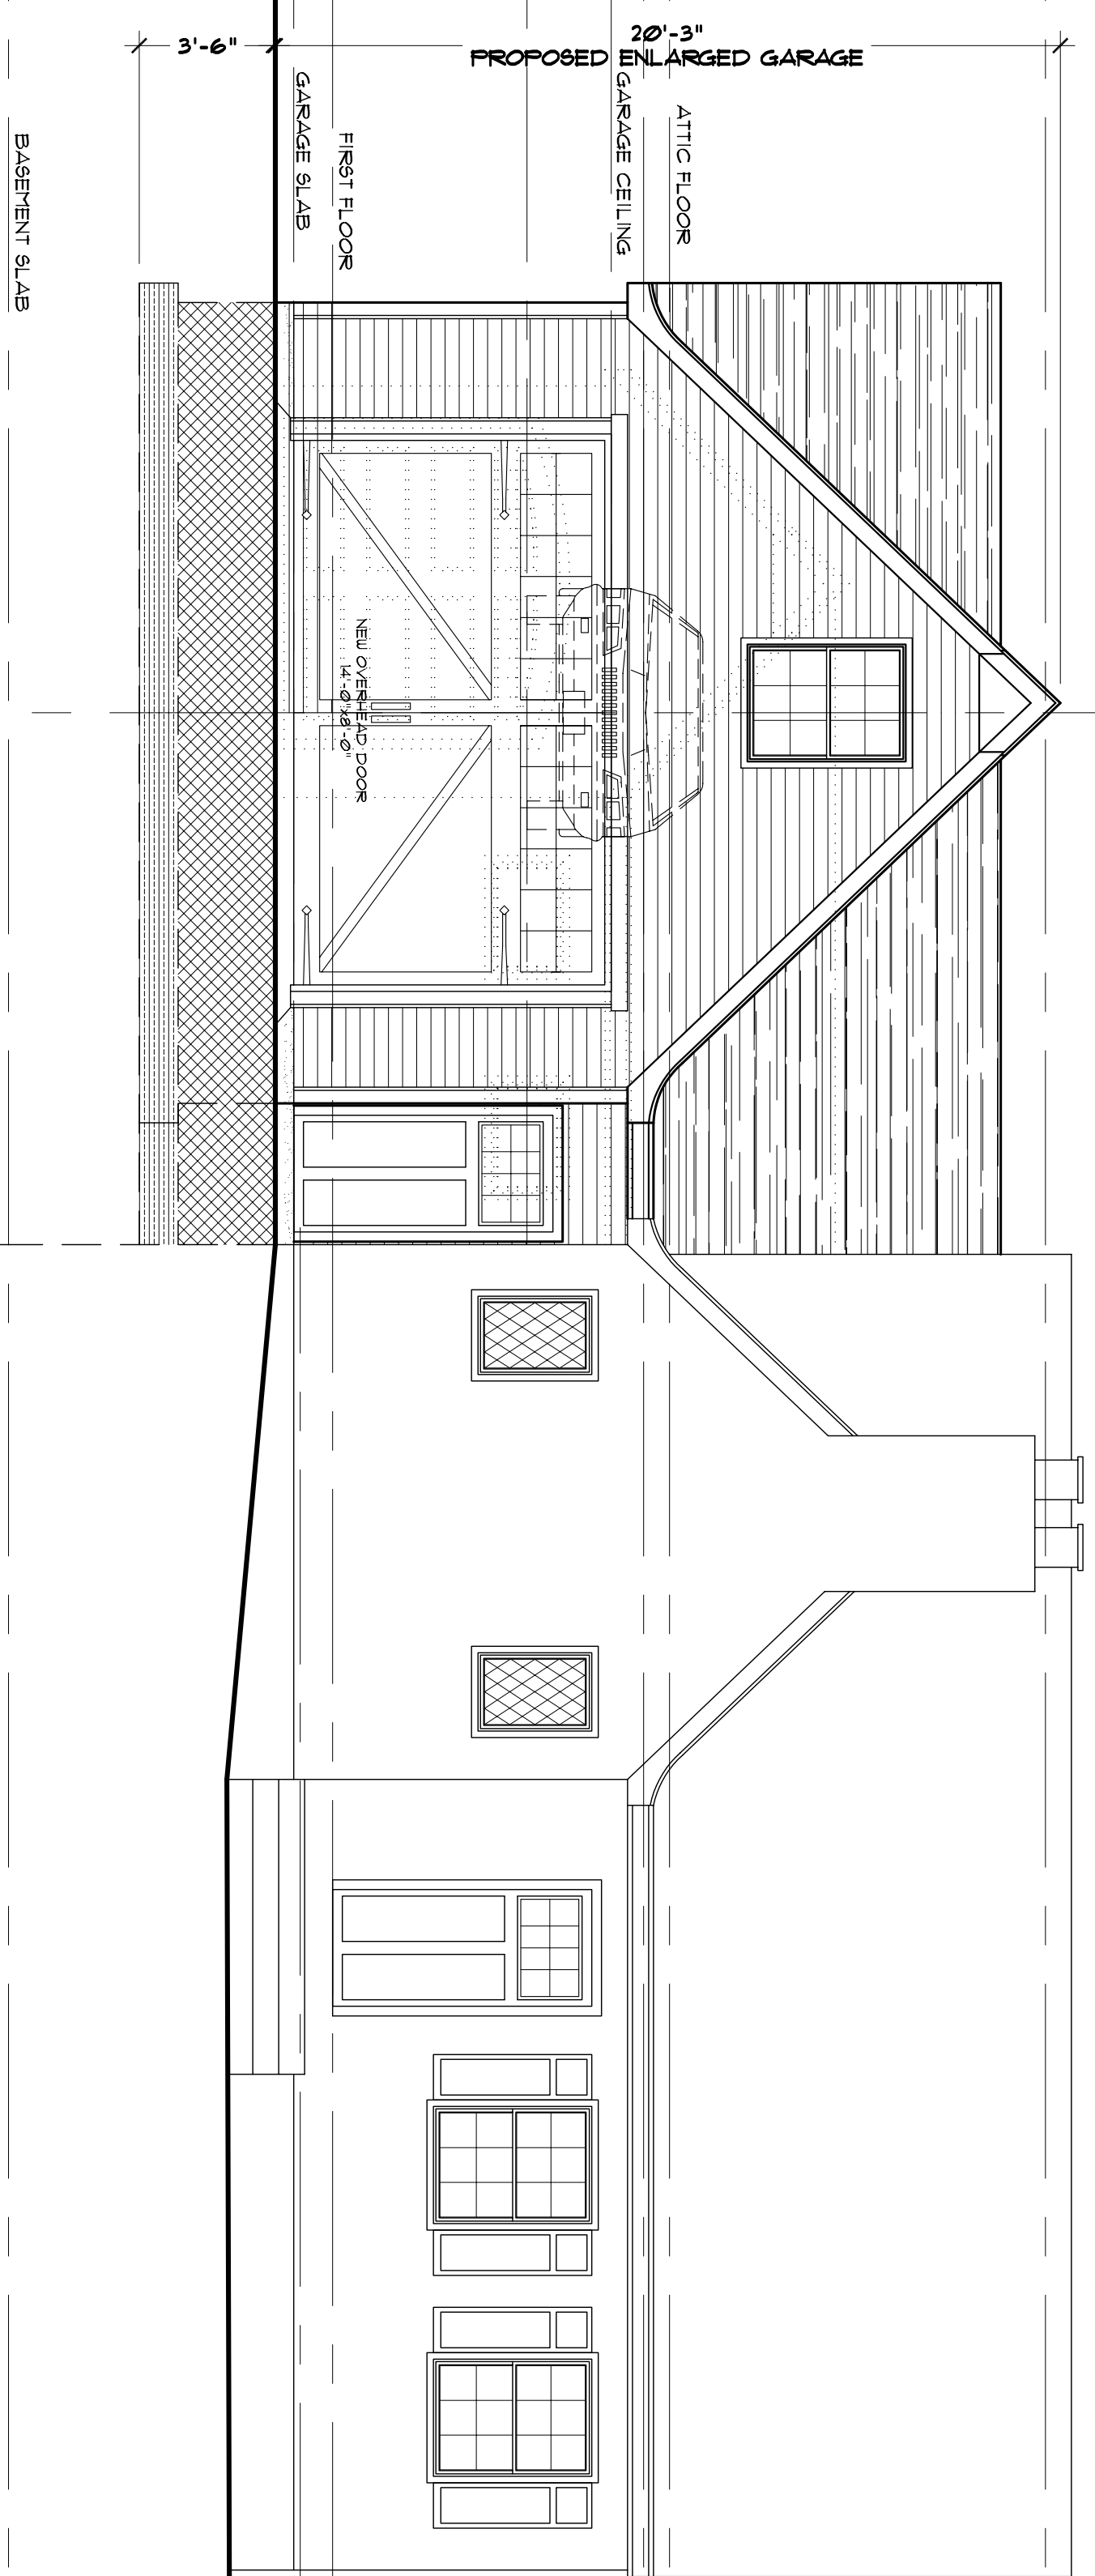 3'-6"
20'-3"
PROPOSED ENLARGED GARAGE
ATTIC FLOOR
GARAGE CEILING
FIRST FLOOR
GARAGE SLAB
BASEMENT SLAB
NEW OVERHEAD DOOR
14'-0"x8'-0"